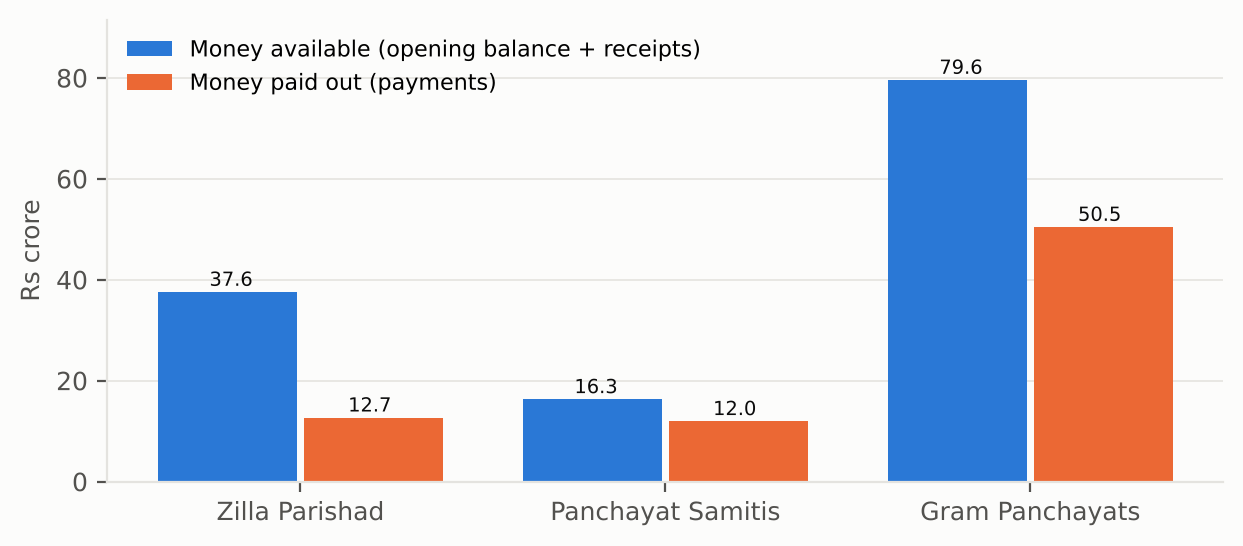 Money available (opening balance + receipts)
Money paid out (payments)
Rs crore
80
60
40
20
0
37.6
12.7
16.3
12.0
79.6
50.5
Zilla Parishad
Panchayat Samitis
Gram Panchayats